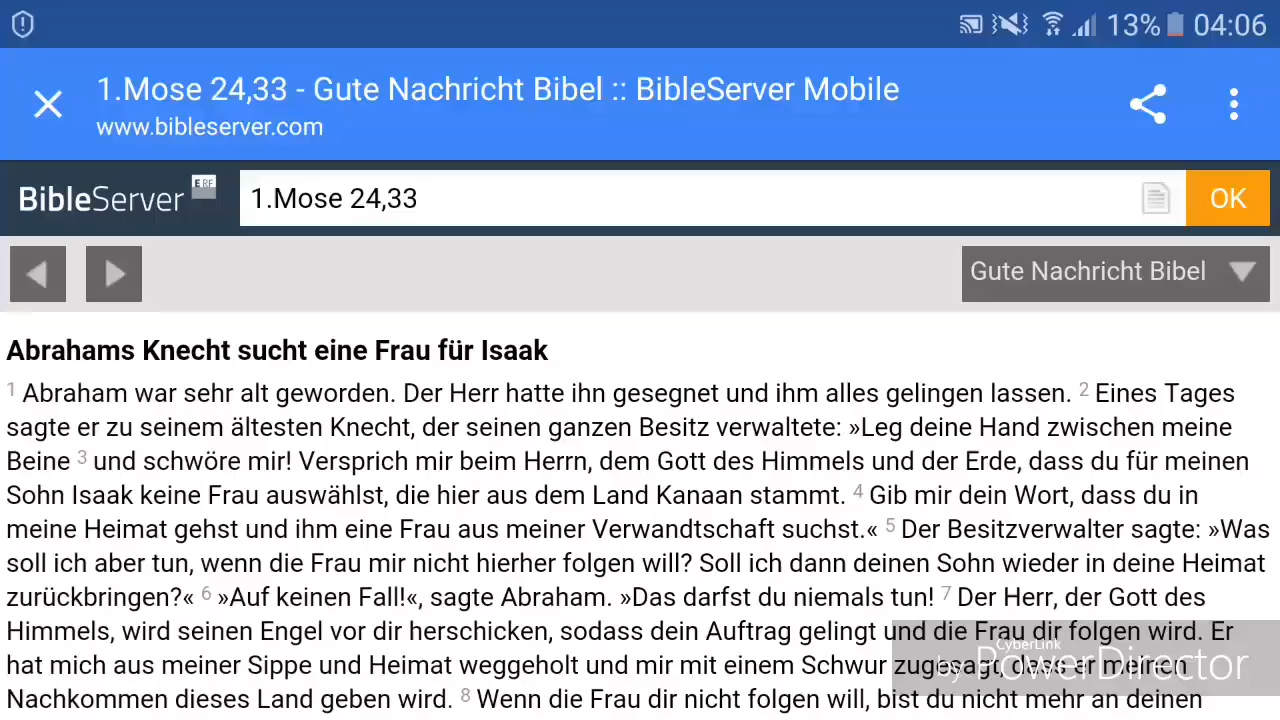 13% 04:06
1.Mose 24,33 - Gute Nachricht Bibel :: BibleServer Mobile
www.bibleserver.com
BibleServer ERF 1.Mose 24,33 OK
Gute Nachricht Bibel
Abrahams Knecht sucht eine Frau für Isaak
1 Abraham war sehr alt geworden. Der Herr hatte ihn gesegnet und ihm alles gelingen lassen. 2 Eines Tages
sagte er zu seinem ältesten Knecht, der seinen ganzen Besitz verwaltete: »Leg deine Hand zwischen meine
Beine 3 und schwöre mir! Versprich mir beim Herrn, dem Gott des Himmels und der Erde, dass du für meinen
Sohn Isaak keine Frau auswählst, die hier aus dem Land Kanaan stammt. 4 Gib mir dein Wort, dass du in
meine Heimat gehst und ihm eine Frau aus meiner Verwandtschaft suchst.« 5 Der Besitzverwalter sagte: »Was
soll ich aber tun, wenn die Frau mir nicht hierher folgen will? Soll ich dann deinen Sohn wieder in deine Heimat
zurückbringen?« 6 »Auf keinen Fall!«, sagte Abraham. »Das darfst du niemals tun! 7 Der Herr, der Gott des
Himmels, wird seinen Engel vor dir herschicken, sodass dein Auftrag gelingt und die Frau dir folgen wird. Er
hat mich aus meiner Sippe und Heimat weggeholt und mir mit einem Schwur zugesagt, dass er meinen
Nachkommen dieses Land geben wird. 8 Wenn die Frau dir nicht folgen will, bist du nicht mehr an deinen
CyberLink
by PowerDirector